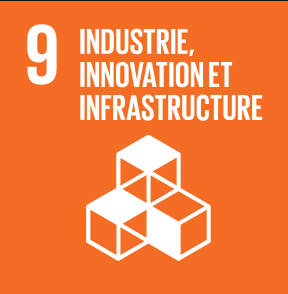 9 INDUSTRIE,
INNOVATION ET
INFRASTRUCTURE